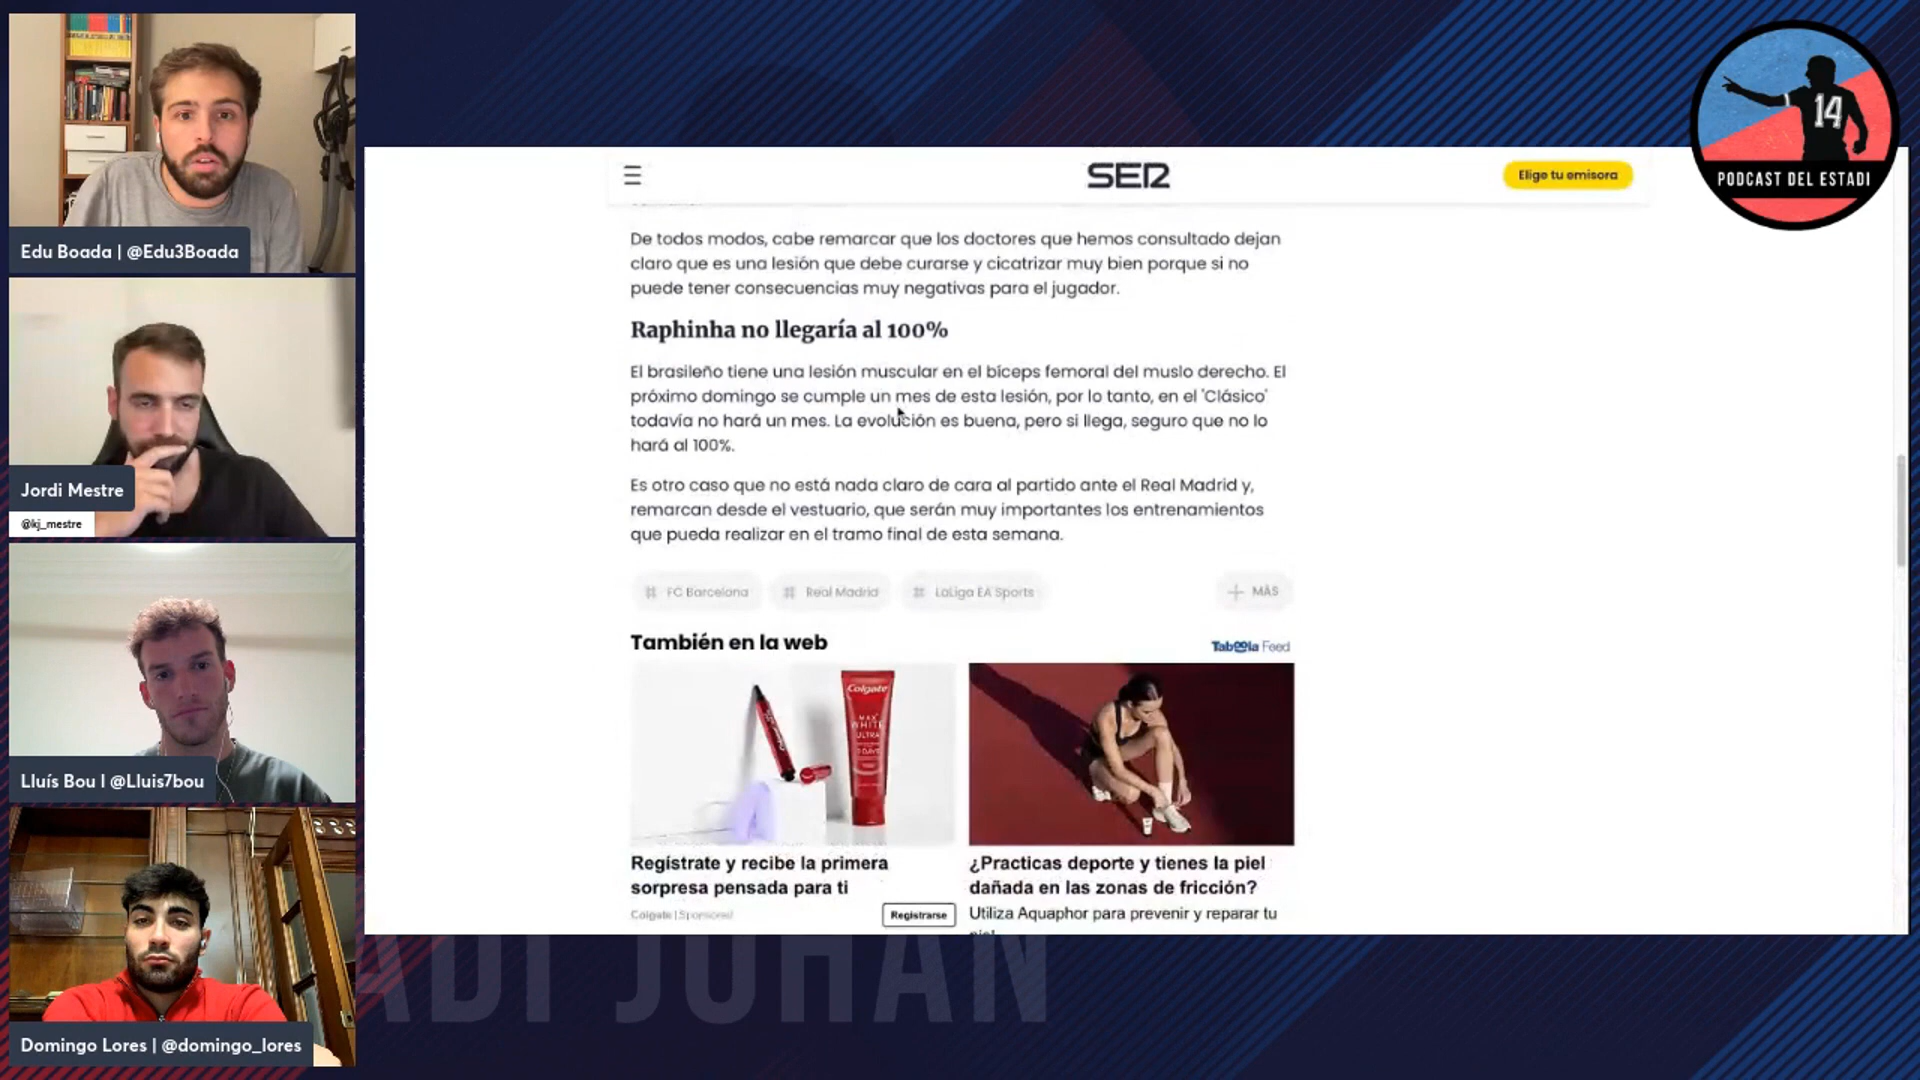 Edu Boada | @Edu3Boada
Jordi Mestre
@kj_mestre
Lluís Bou | @Lluis7bou
Domingo Lores | @domingo_lores
SER
Elige tu emisora
14
PODCAST DEL ESTADI
De todos modos, cabe remarcar que los doctores que hemos consultado dejan
claro que es una lesión que debe curarse y cicatrizar muy bien porque si no
puede tener consecuencias muy negativas para el jugador.
Raphinha no llegaría al 100%
El brasileño tiene una lesión muscular en el bíceps femoral del muslo derecho. El
próximo domingo se cumple un mes de esta lesión, por lo tanto, en el 'Clásico'
todavía no hará un mes. La evolución es buena, pero si llega, seguro que no lo
hará al 100%.
Es otro caso que no está nada claro de cara al partido ante el Real Madrid y,
remarcan desde el vestuario, que serán muy importantes los entrenamientos
que pueda realizar en el tramo final de esta semana.
# FC Barcelona # Real Madrid # LaLiga EA Sports + MÁS
También en la web
Taboola Feed
Colgate
MAX
WHITE
ULTRA
Regístrate y recibe la primera
sorpresa pensada para ti
Colgate | Sponsored
Registrarse
¿Practicas deporte y tienes la piel
dañada en las zonas de fricción?
Utiliza Aquaphor para prevenir y reparar tu
ADI JOHAN